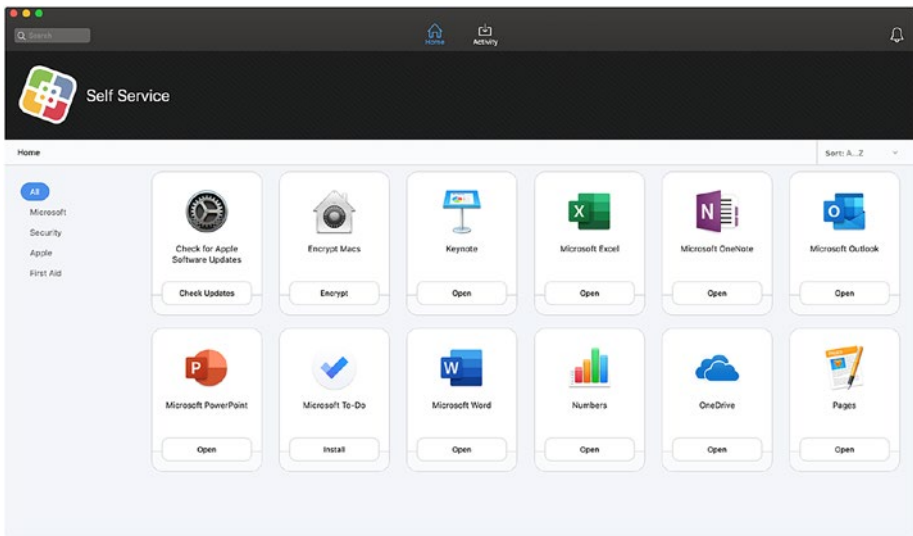 Search
Home
Activity
Self Service
Home
Sort: A...Z
All
Microsoft
Security
Apple
First Aid
Check for Apple
Software Updates
Check Updates
Encrypt Macs
Encrypt
Keynote
Open
X
Microsoft Excel
Open
N
Microsoft OneNote
Open
O
Microsoft Outlook
Open
P
Microsoft PowerPoint
Open
Microsoft To-Do
Install
W
Microsoft Word
Open
Numbers
Open
OneDrive
Open
PAGES
Pages
Open